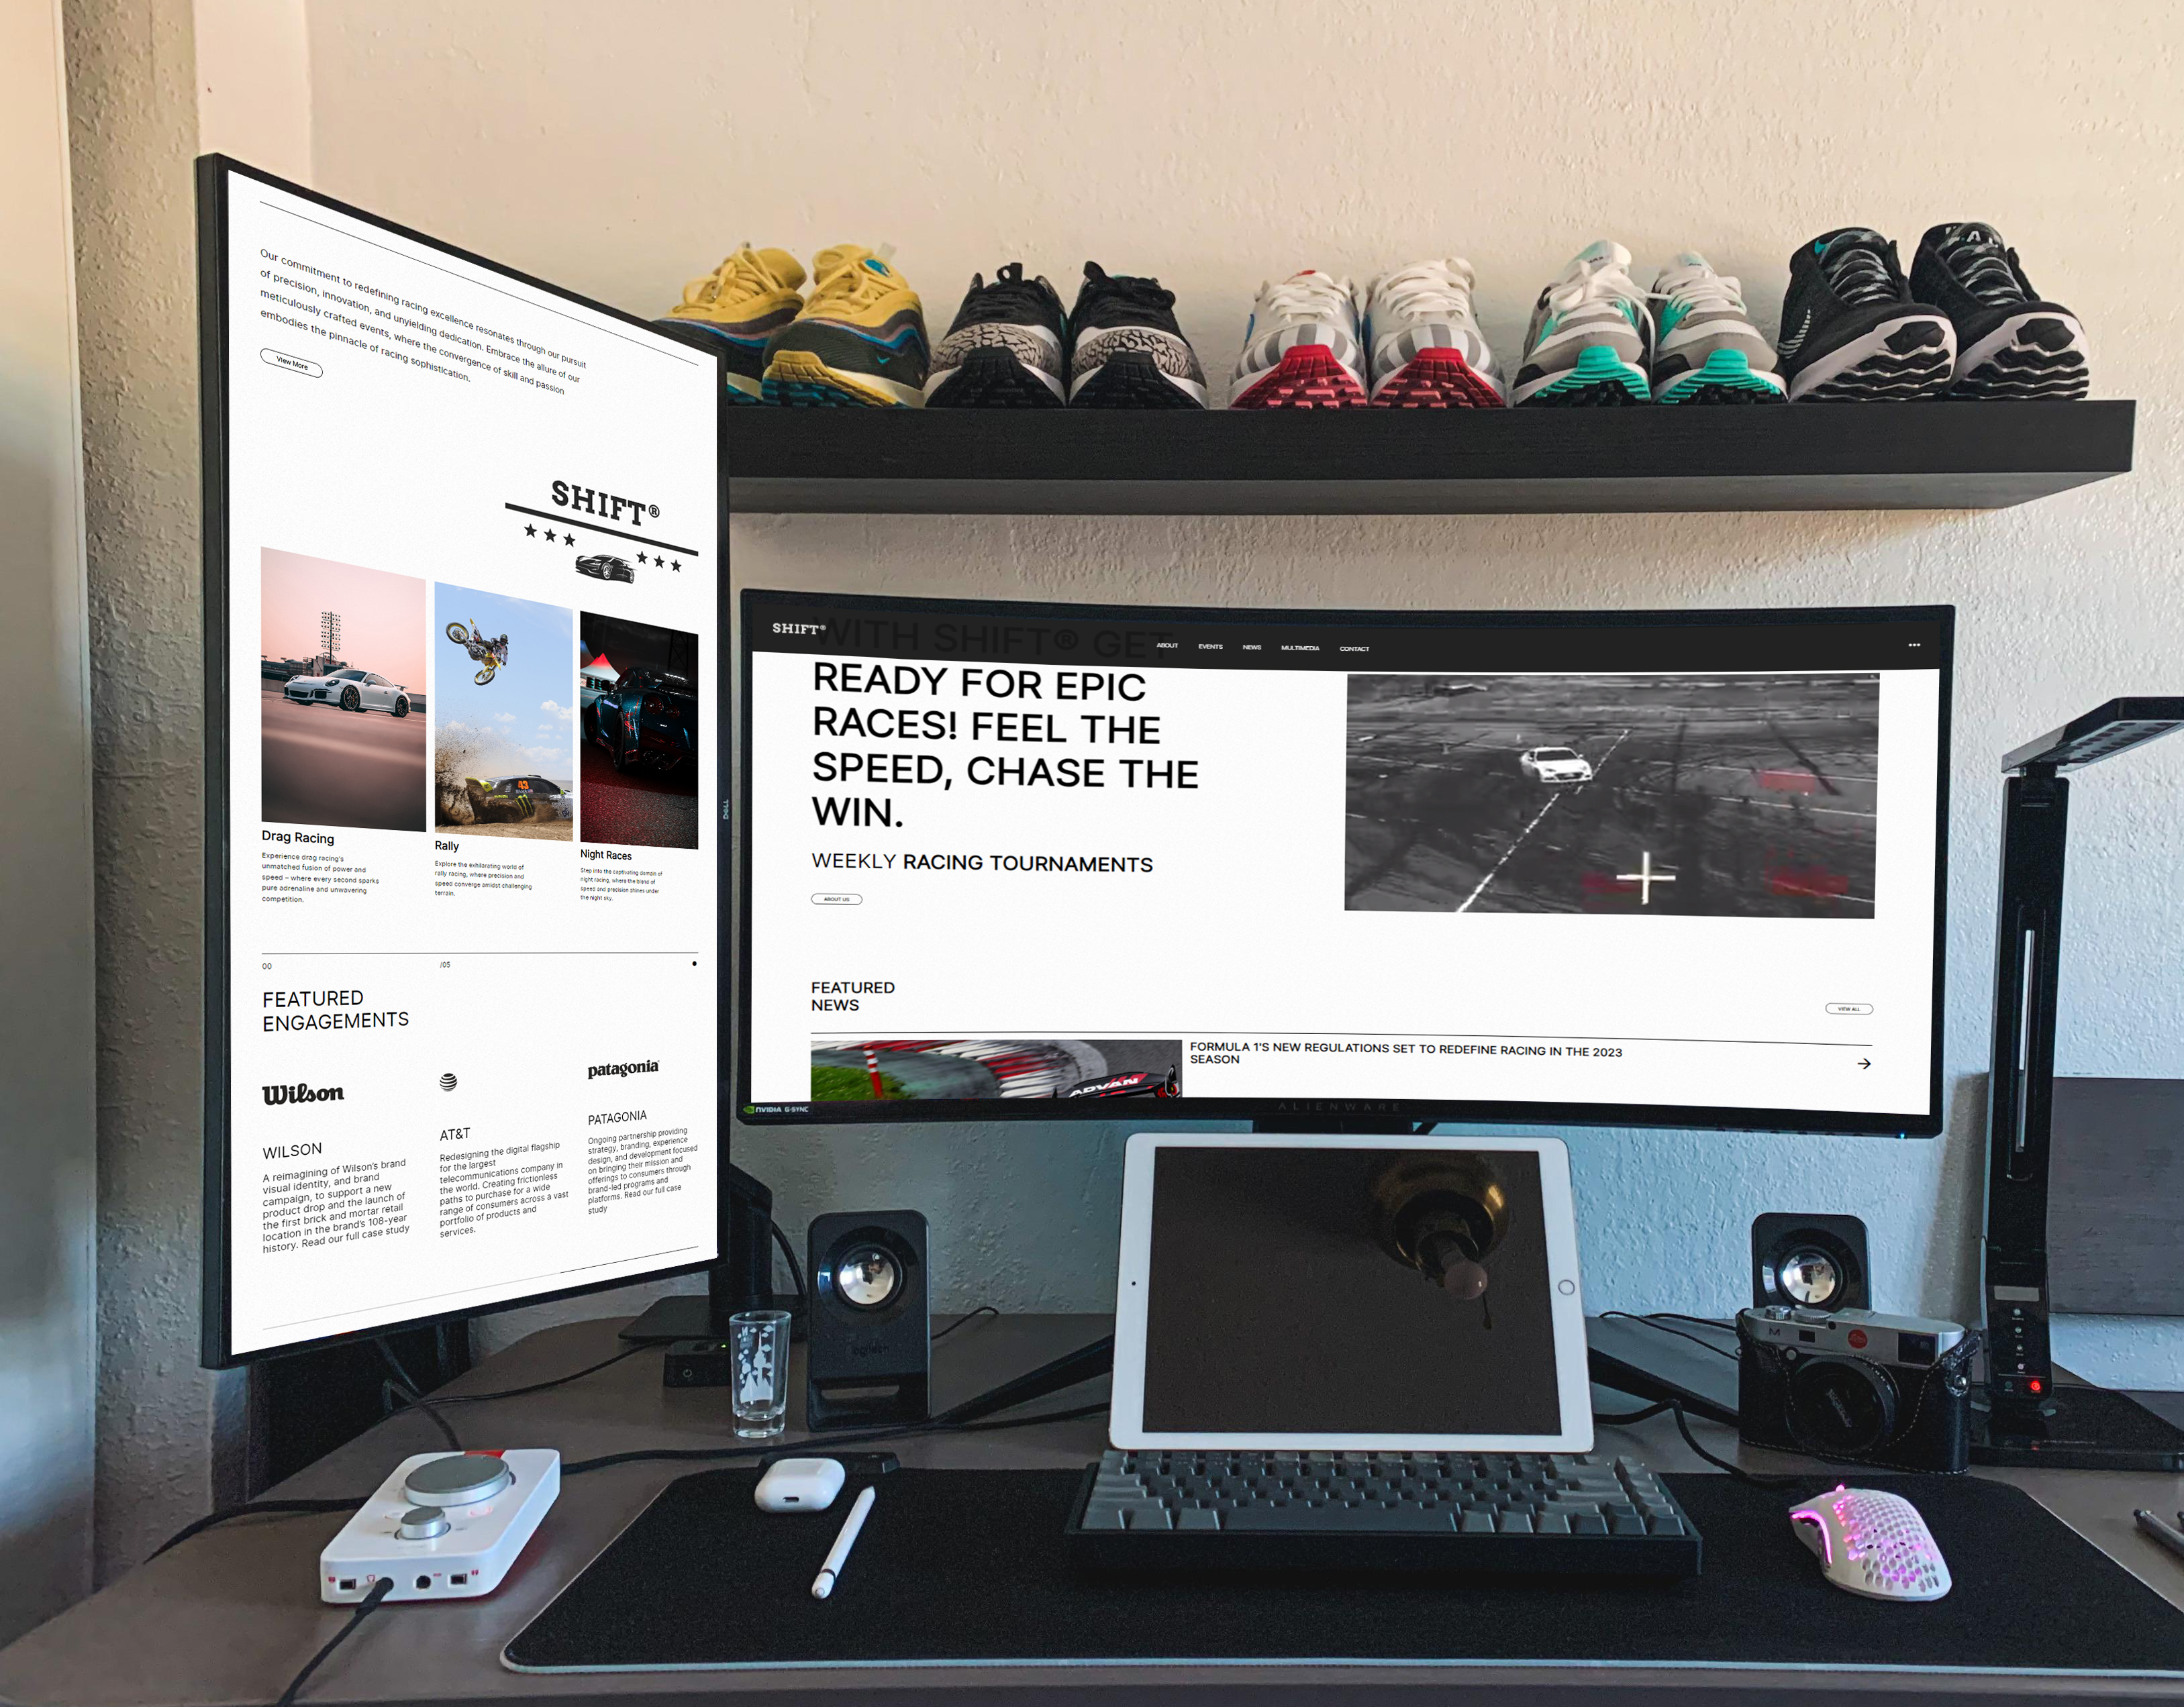 Our commitment to redefining racing excellence resonates through our pursuit
of precision, innovation, and unyielding dedication. Embrace the allure of our
meticulously crafted events, where the convergence of skill and passion
embodies the pinnacle of racing sophistication.
View More
SHIFT®
43
Drag Racing
Experience drag racing's
unmatched fusion of power and
speed – where every second sparks
pure adrenaline and unwavering
competition.
Rally
Explore the exhilarating world of
rally racing, where precision and
speed converge amidst challenging
terrain.
Night Races
Step into the captivating domain of
night racing, where the blend of
speed and precision shines under
the night sky.
00
/05
FEATURED
ENGAGEMENTS
Wilson
WILSON
A reimagining of Wilson's brand
visual identity, and brand
campaign, to support a new
product drop and the launch of
the first brick and mortar retail
location in the brand's 108-year
history. Read our full case study
AT&T
Redesigning the digital flagship
for the largest
telecommunications company in
the world. Creating frictionless
paths to purchase for a wide
range of consumers across a vast
portfolio of products and
services.
patagonia
PATAGONIA
Ongoing partnership providing
strategy, branding, experience
design, and development focused
on bringing their mission and
offerings to consumers through
brand-led programs and
platforms. Read our full case
study
DELL
SHIFT®
ABOUT
EVENTS
NEWS
MULTIMEDIA
CONTACT
WITH SHIFT® GET
READY FOR EPIC
RACES! FEEL THE
SPEED, CHASE THE
WIN.
WEEKLY RACING TOURNAMENTS
ABOUT US
FEATURED
NEWS
VIEW ALL
FORMULA 1'S NEW REGULATIONS SET TO REDEFINE RACING IN THE 2023
SEASON
ADVAN
NVIDIA G-SYNC
ALIENWARE
logitech
M